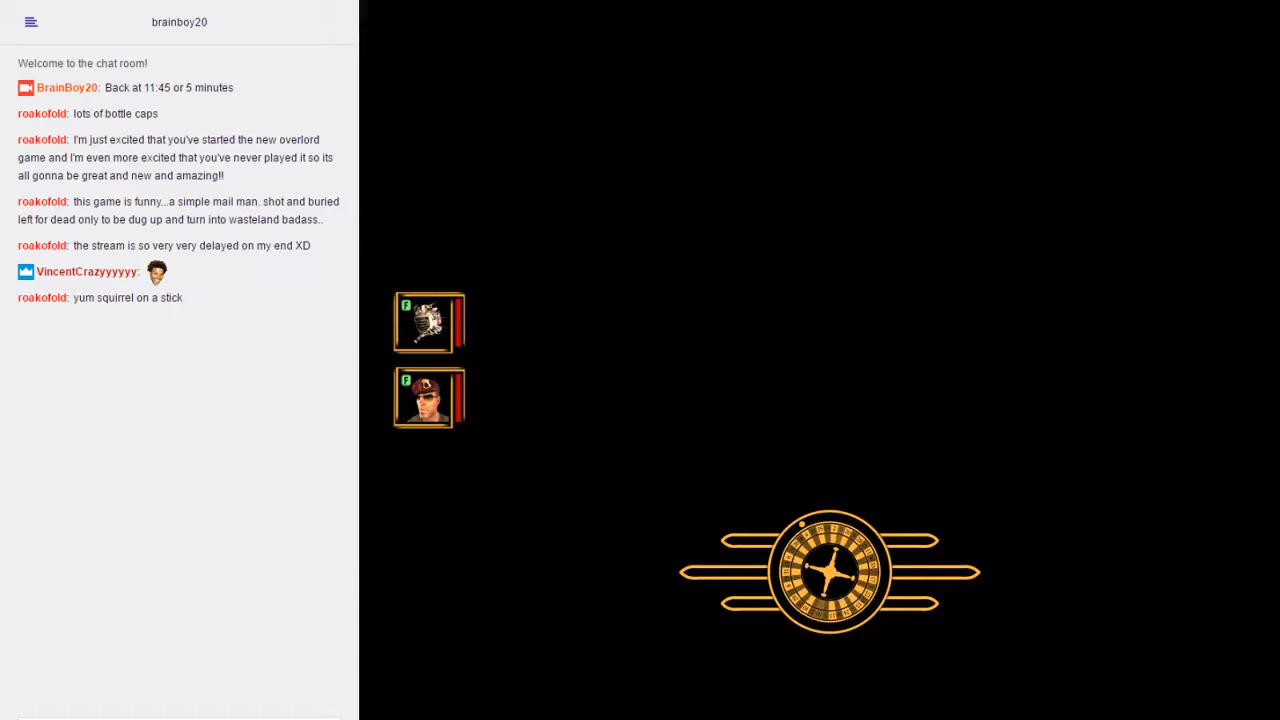 brainboy20
Welcome to the chat room!
BrainBoy20: Back at 11:45 or 5 minutes
roakofold: lots of bottle caps
roakofold: I'm just excited that you've started the new overlord
game and I'm even more excited that you've never played it so its
all gonna be great and new and amazing!!
roakofold: this game is funny...a simple mail man. shot and buried
left for dead only to be dug up and turn into wasteland badass..
roakofold: the stream is so very very delayed on my end XD
VincentCrazyyyyyy:
roakofold: yum squirrel on a stick
F
F